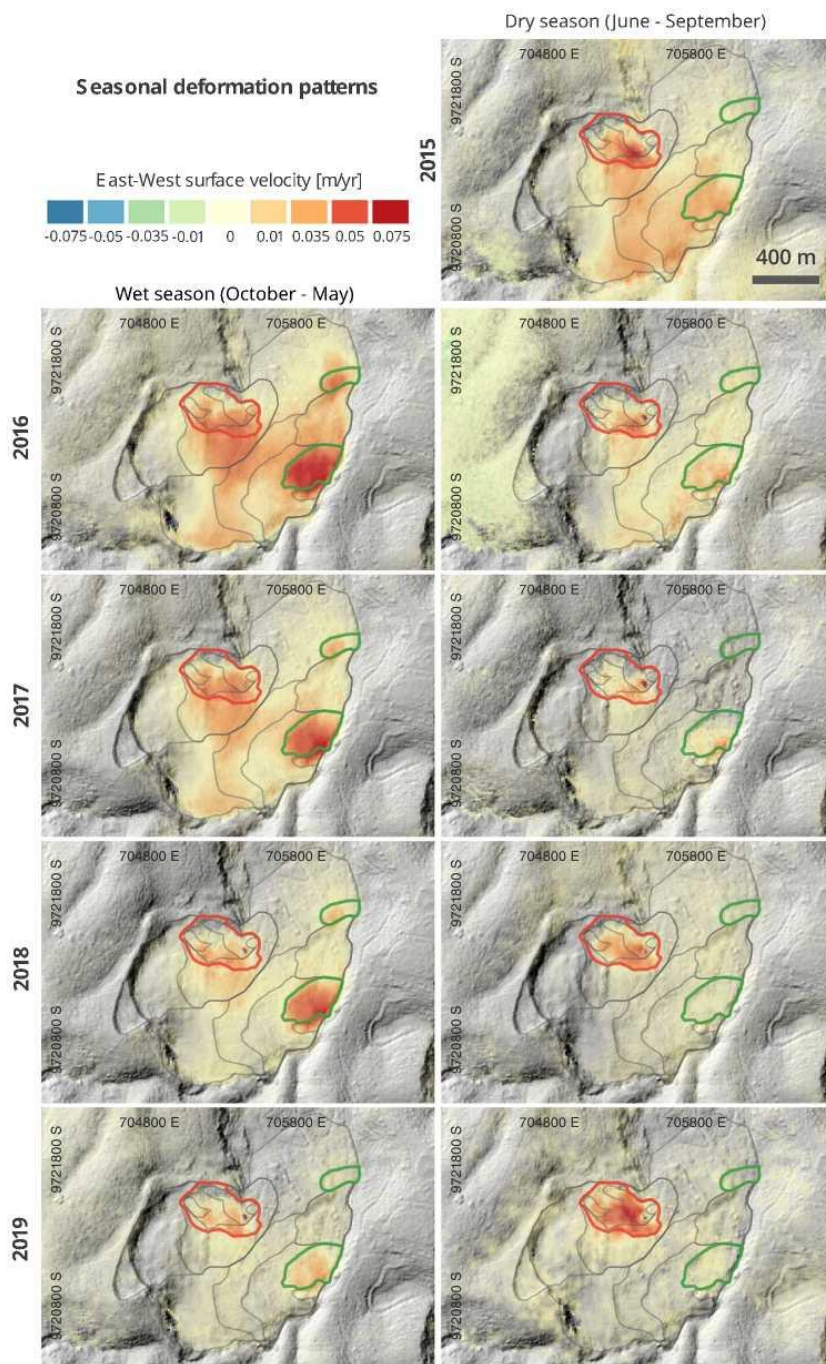 Dry season (June - September)
Seasonal deformation patterns
East-West surface velocity [m/yr]
-0.075 -0.05 -0.035 -0.01 0 0.01 0.035 0.05 0.075
2015
704800 E 705800 E
9721800 S
9720800 S
400 m
Wet season (October - May)
2016
704800 E 705800 E
9721800 S
9720800 S
704800 E 705800 E
9721800 S
9720800 S
2017
704800 E 705800 E
9721800 S
9720800 S
704800 E 705800 E
9721800 S
9720800 S
2018
704800 E 705800 E
9721800 S
9720800 S
704800 E 705800 E
9721800 S
9720800 S
2019
704800 E 705800 E
9721800 S
9720800 S
704800 E 705800 E
9721800 S
9720800 S